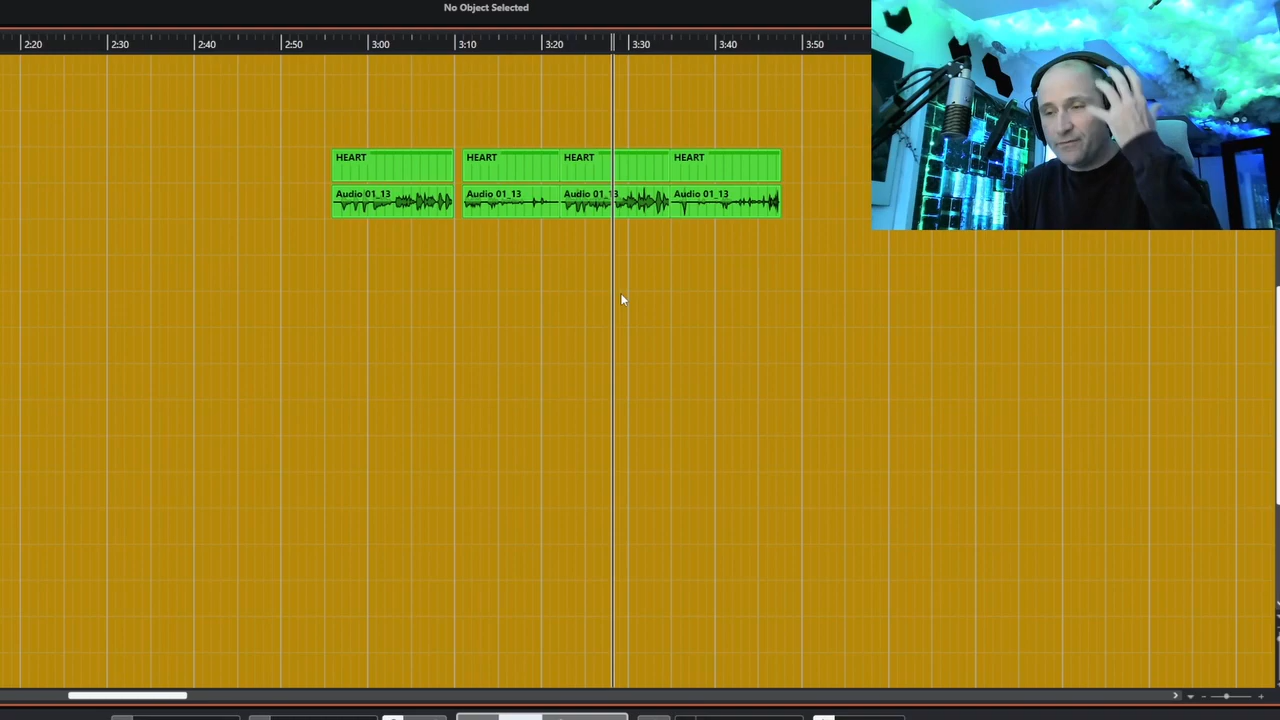 No Object Selected
2:20 2:30 2:40 2:50 3:00 3:10 3:20 3:30 3:40 3:50
HEART HEART HEART HEART
Audio 01_13 Audio 01_13 Audio 01_13 Audio 01_13